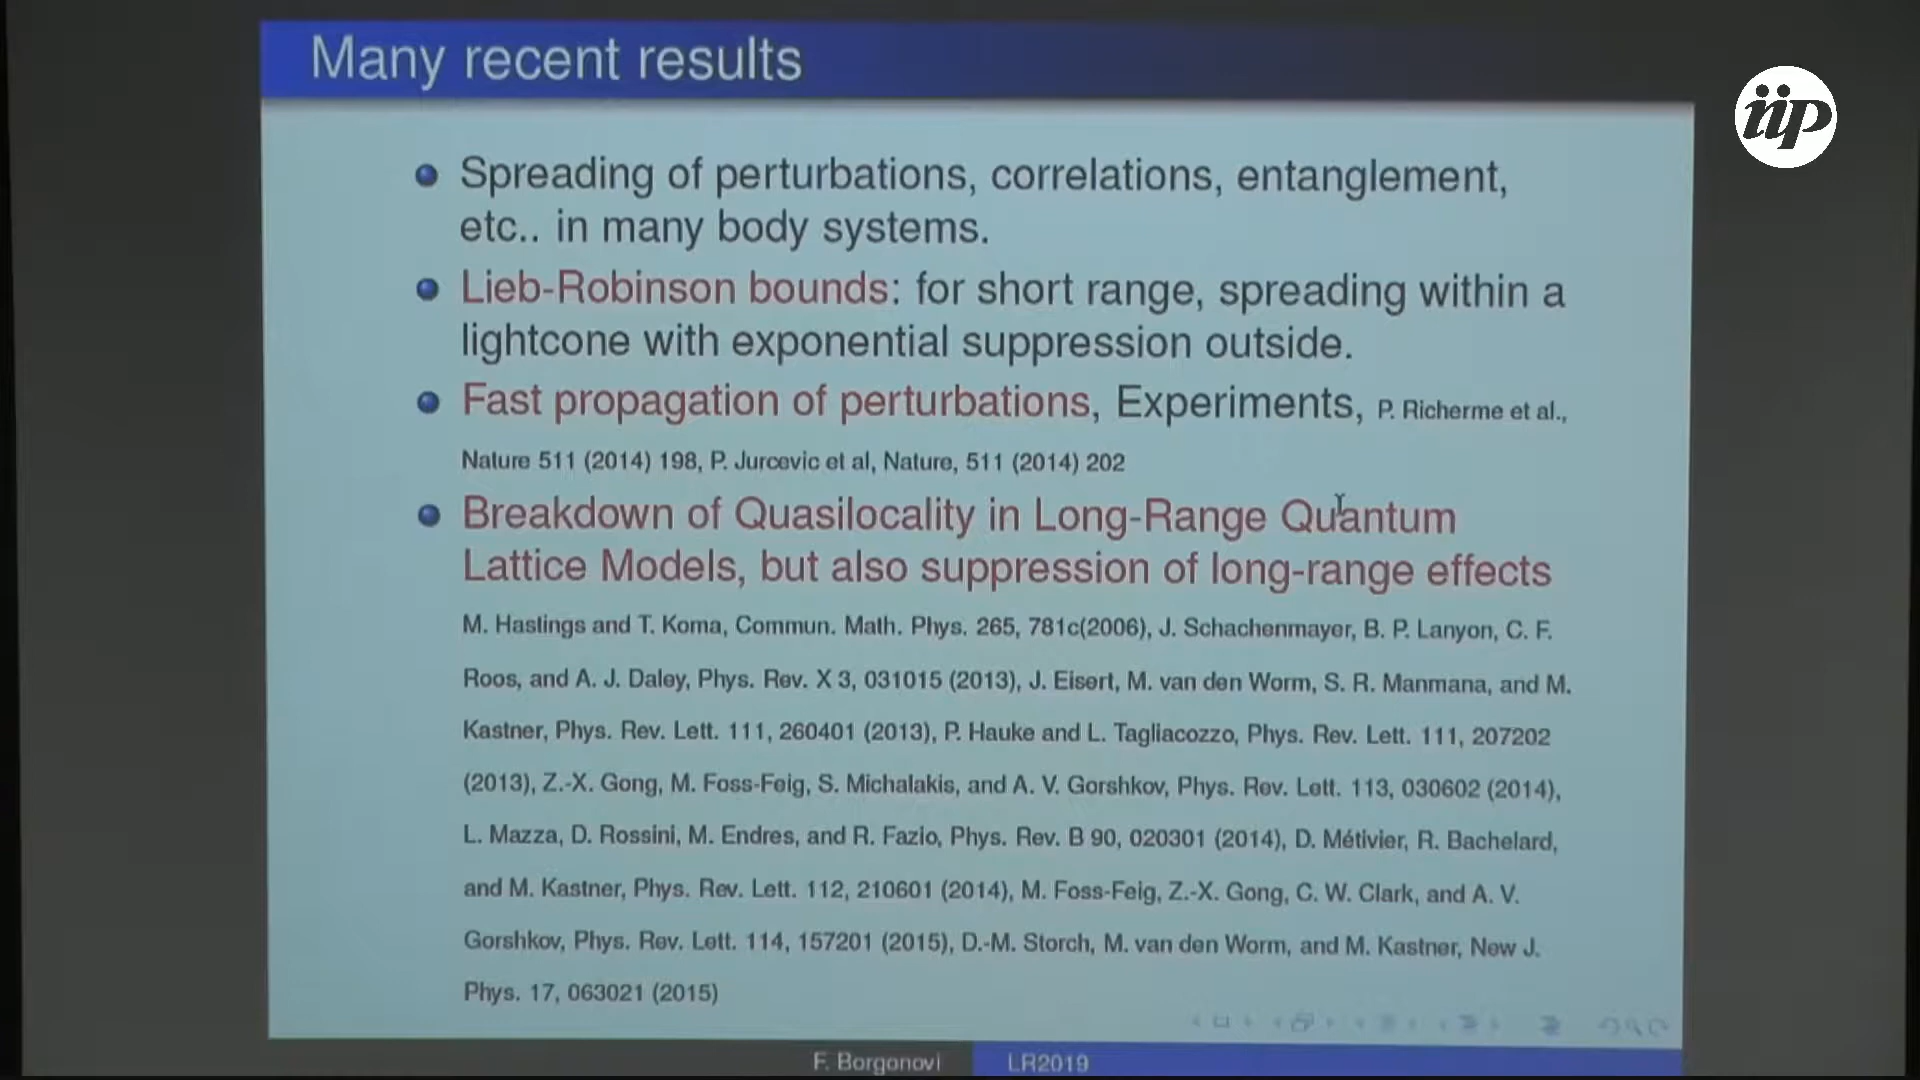 Many recent results
iip
Spreading of perturbations, correlations, entanglement,
etc.. in many body systems.
Lieb-Robinson bounds: for short range, spreading within a
lightcone with exponential suppression outside.
Fast propagation of perturbations, Experiments, P. Richerme et al.,
Nature 511 (2014) 198, P. Jurcevic et al, Nature, 511 (2014) 202
Breakdown of Quasilocality in Long-Range Quantum
Lattice Models, but also suppression of long-range effects
M. Hastings and T. Koma, Commun. Math. Phys. 265, 781c(2006), J. Schachenmayer, B. P. Lanyon, C. F.
Roos, and A. J. Daley, Phys. Rev. X 3, 031015 (2013), J. Eisert, M. van den Worm, S. R. Manmana, and M.
Kastner, Phys. Rev. Lett. 111, 260401 (2013), P. Hauke and L. Tagliacozzo, Phys. Rev. Lett. 111, 207202
(2013), Z.-X. Gong, M. Foss-Feig, S. Michalakis, and A. V. Gorshkov, Phys. Rev. Lett. 113, 030602 (2014),
L. Mazza, D. Rossini, M. Endres, and R. Fazio, Phys. Rev. B 90, 020301 (2014), D. Métivier, R. Bachelard,
and M. Kastner, Phys. Rev. Lett. 112, 210601 (2014), M. Foss-Feig, Z.-X. Gong, C. W. Clark, and A. V.
Gorshkov, Phys. Rev. Lett. 114, 157201 (2015), D.-M. Storch, M. van den Worm, and M. Kastner, New J.
Phys. 17, 063021 (2015)
F. Borgonovi
LR2019